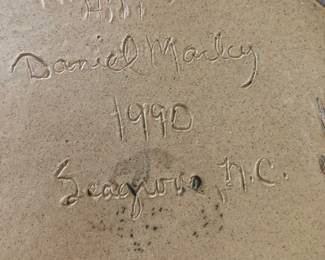 Daniel Marley
1990
Seagrove, N.C.